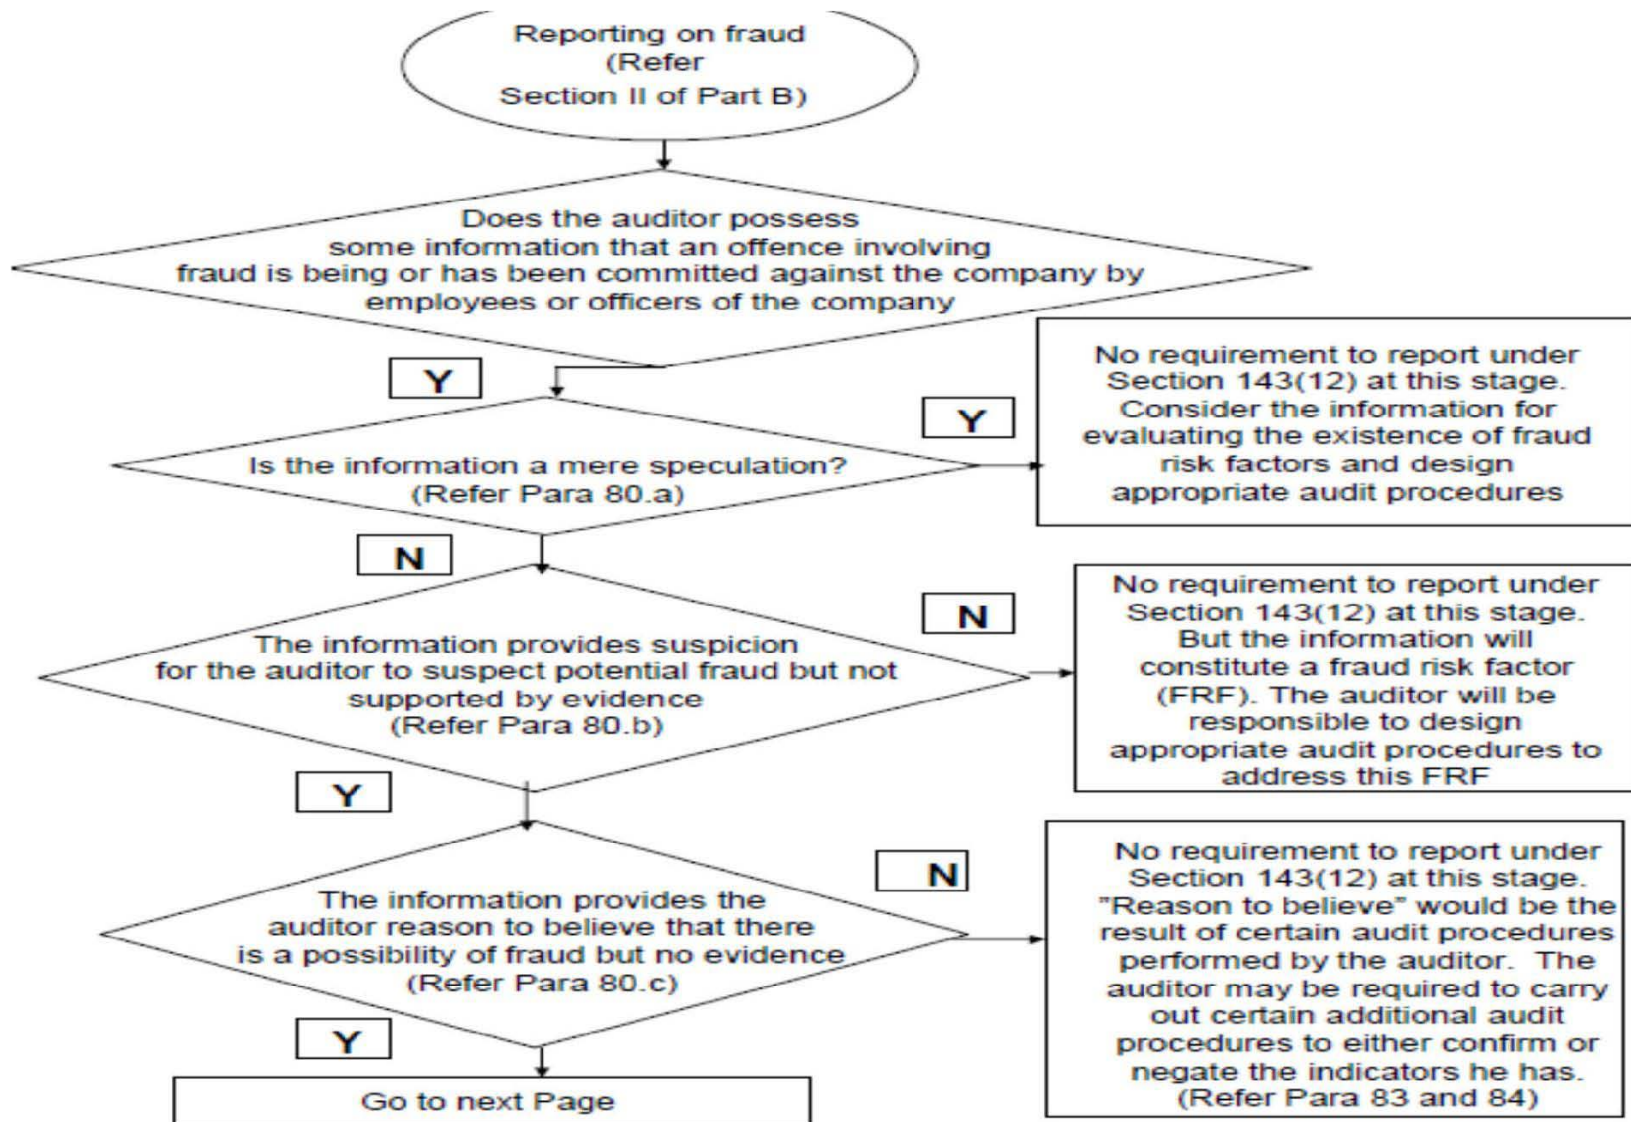 Reporting on fraud
(Refer
Section II of Part B)
Does the auditor possess
some information that an offence involving
fraud is being or has been committed against the company by
employees or officers of the company
Y
Is the information a mere speculation?
(Refer Para 80.a)
Y
No requirement to report under
Section 143(12) at this stage.
Consider the information for
evaluating the existence of fraud
risk factors and design
appropriate audit procedures
N
The information provides suspicion
for the auditor to suspect potential fraud but not
supported by evidence
(Refer Para 80.b)
N
No requirement to report under
Section 143(12) at this stage.
But the information will
constitute a fraud risk factor
(FRF). The auditor will be
responsible to design
appropriate audit procedures to
address this FRF
Y
The information provides the
auditor reason to believe that there
is a possibility of fraud but no evidence
(Refer Para 80.c)
N
No requirement to report under
Section 143(12) at this stage.
"Reason to believe" would be the
result of certain audit procedures
performed by the auditor. The
auditor may be required to carry
out certain additional audit
procedures to either confirm or
negate the indicators he has.
(Refer Para 83 and 84)
Y
Go to next Page